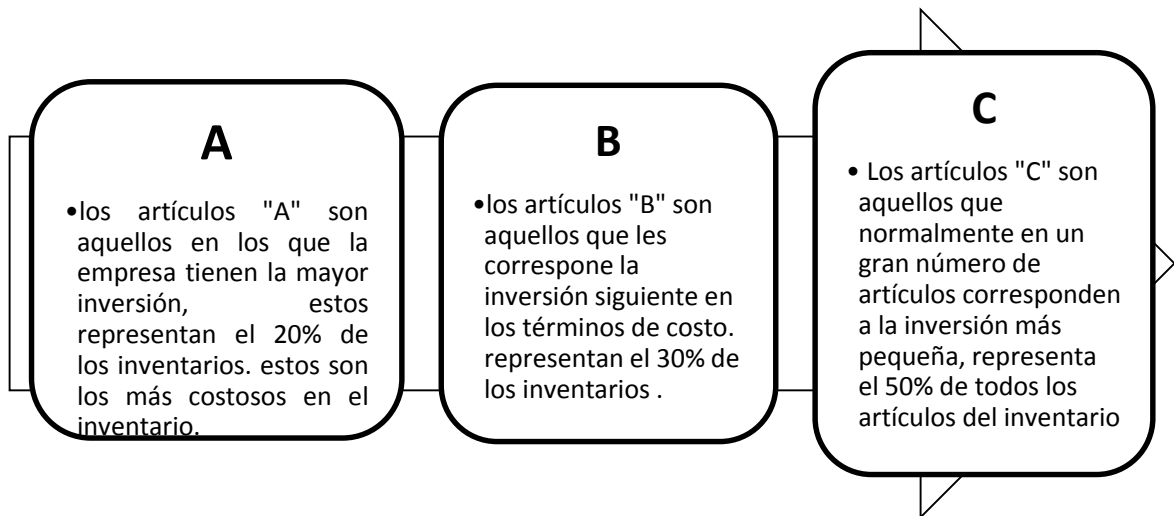 A
•los artículos "A" son
aquellos en los que la
empresa tienen la mayor
inversión, estos
representan el 20% de
los inventarios. estos son
los más costosos en el
inventario.
B
•los artículos "B" son
aquellos que les
correspone la
inversión siguiente en
los términos de costo.
representan el 30% de
los inventarios .
C
• Los artículos "C" son
aquellos que
normalmente en un
gran número de
artículos corresponden
a la inversión más
pequeña, representa
el 50% de todos los
artículos del inventario